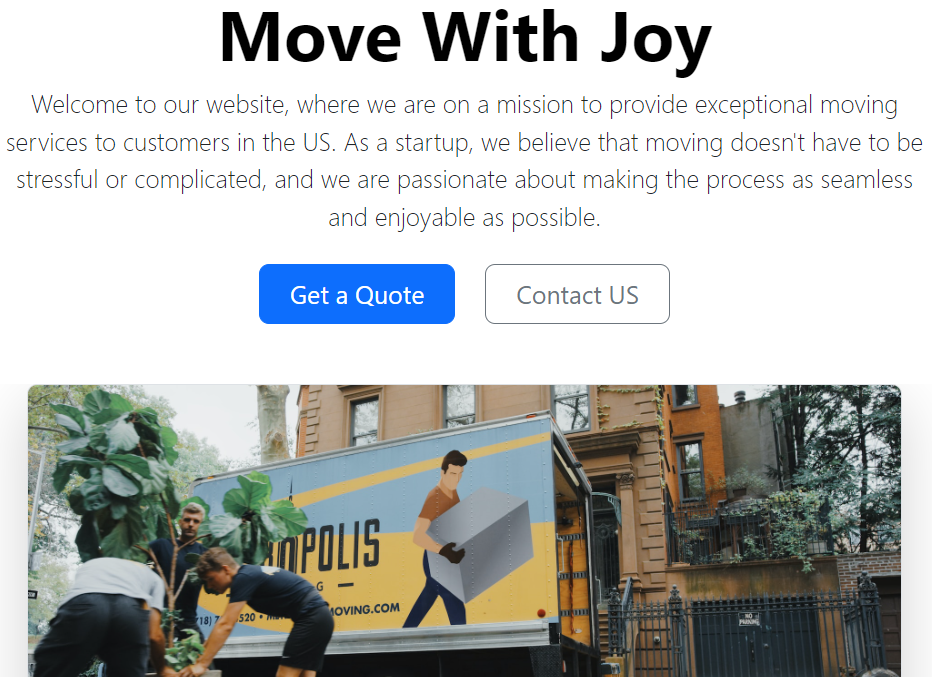 Move With Joy
Welcome to our website, where we are on a mission to provide exceptional moving
services to customers in the US. As a startup, we believe that moving doesn't have to be
stressful or complicated, and we are passionate about making the process as seamless
and enjoyable as possible.
Get a Quote
Contact US
POLIS
G
MOVING.COM
NO
PARKING